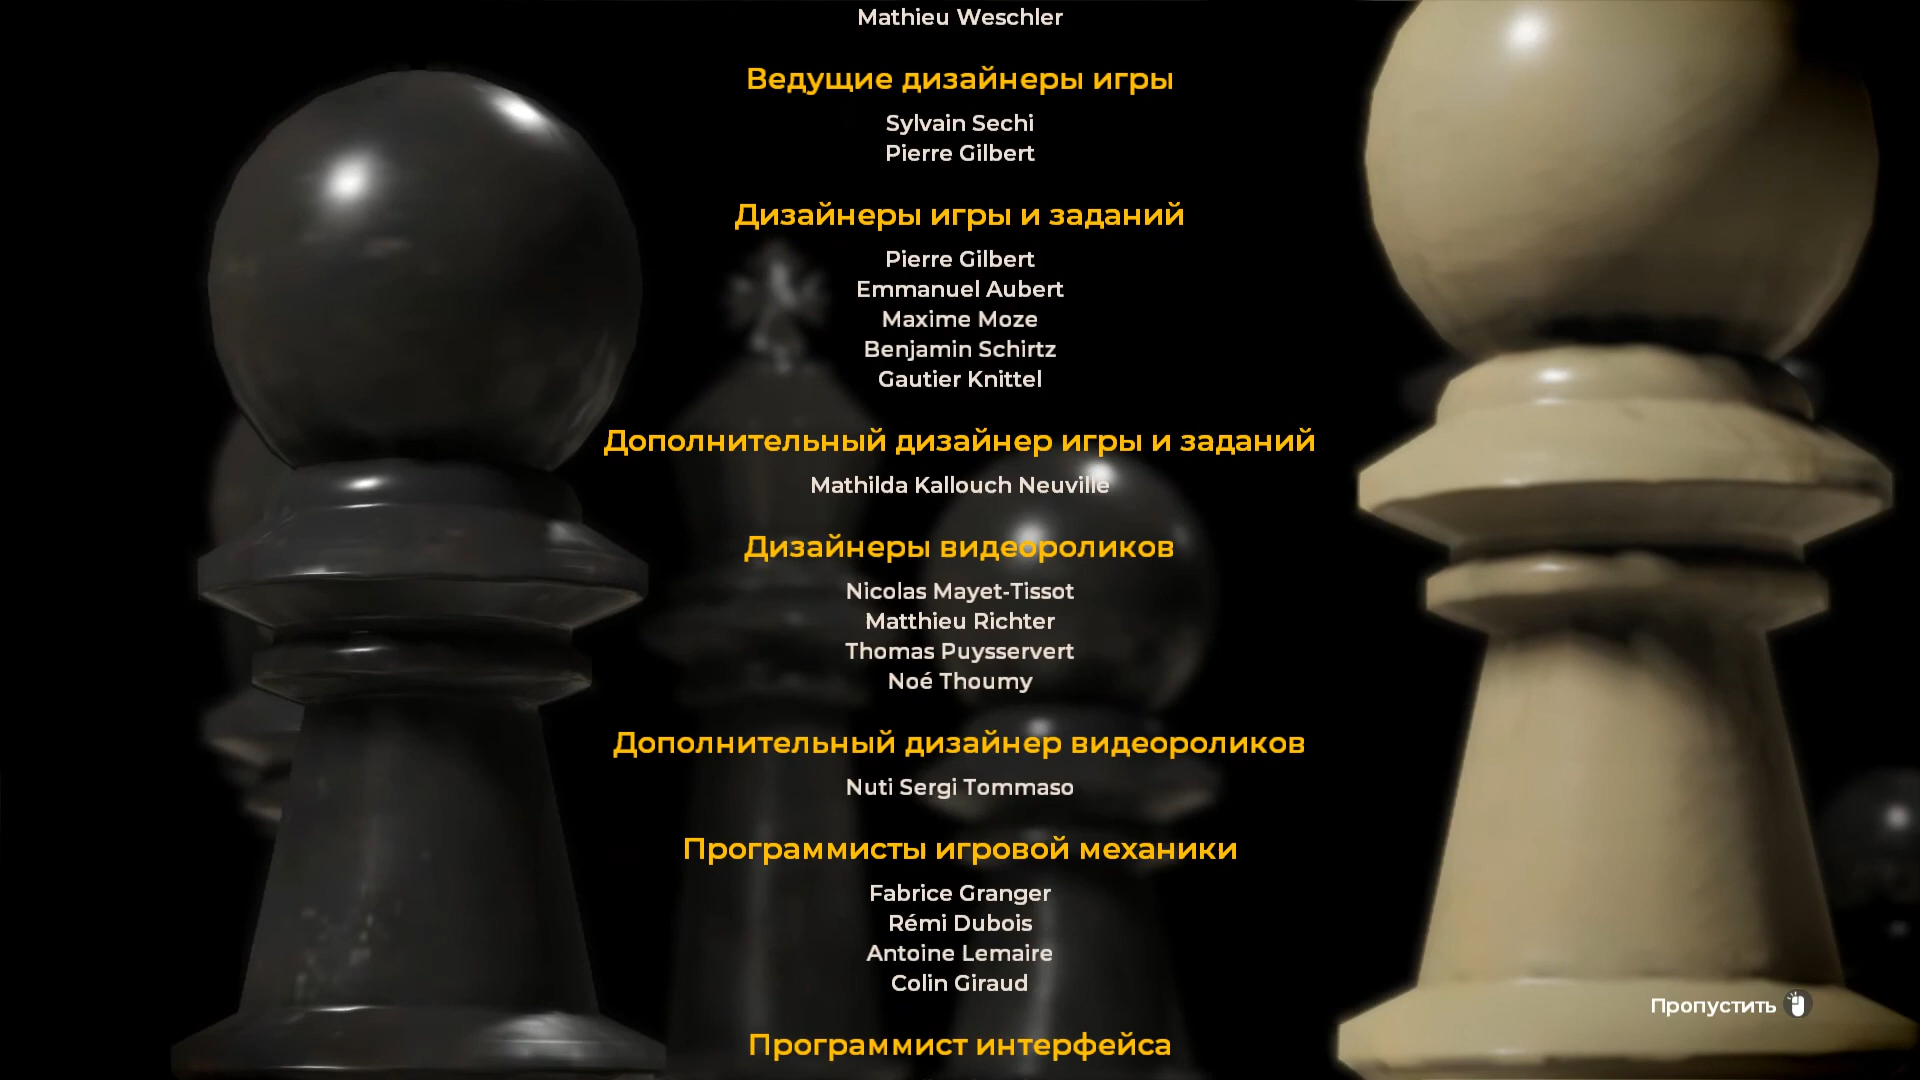 Mathieu Weschler
Ведущие дизайнеры игры
Sylvain Sechi
Pierre Gilbert
Дизайнеры игры и заданий
Pierre Gilbert
Emmanuel Aubert
Maxime Moze
Benjamin Schirtz
Gautier Knittel
Дополнительный дизайнер игры и заданий
Mathilda Kallouch Neuville
Дизайнеры видеороликов
Nicolas Mayet-Tissot
Matthieu Richter
Thomas Puysservert
Noé Thoumy
Дополнительный дизайнер видеороликов
Nuti Sergi Tommaso
Программисты игровой механики
Fabrice Granger
Rémi Dubois
Antoine Lemaire
Colin Giraud
Пропустить
Программист интерфейса